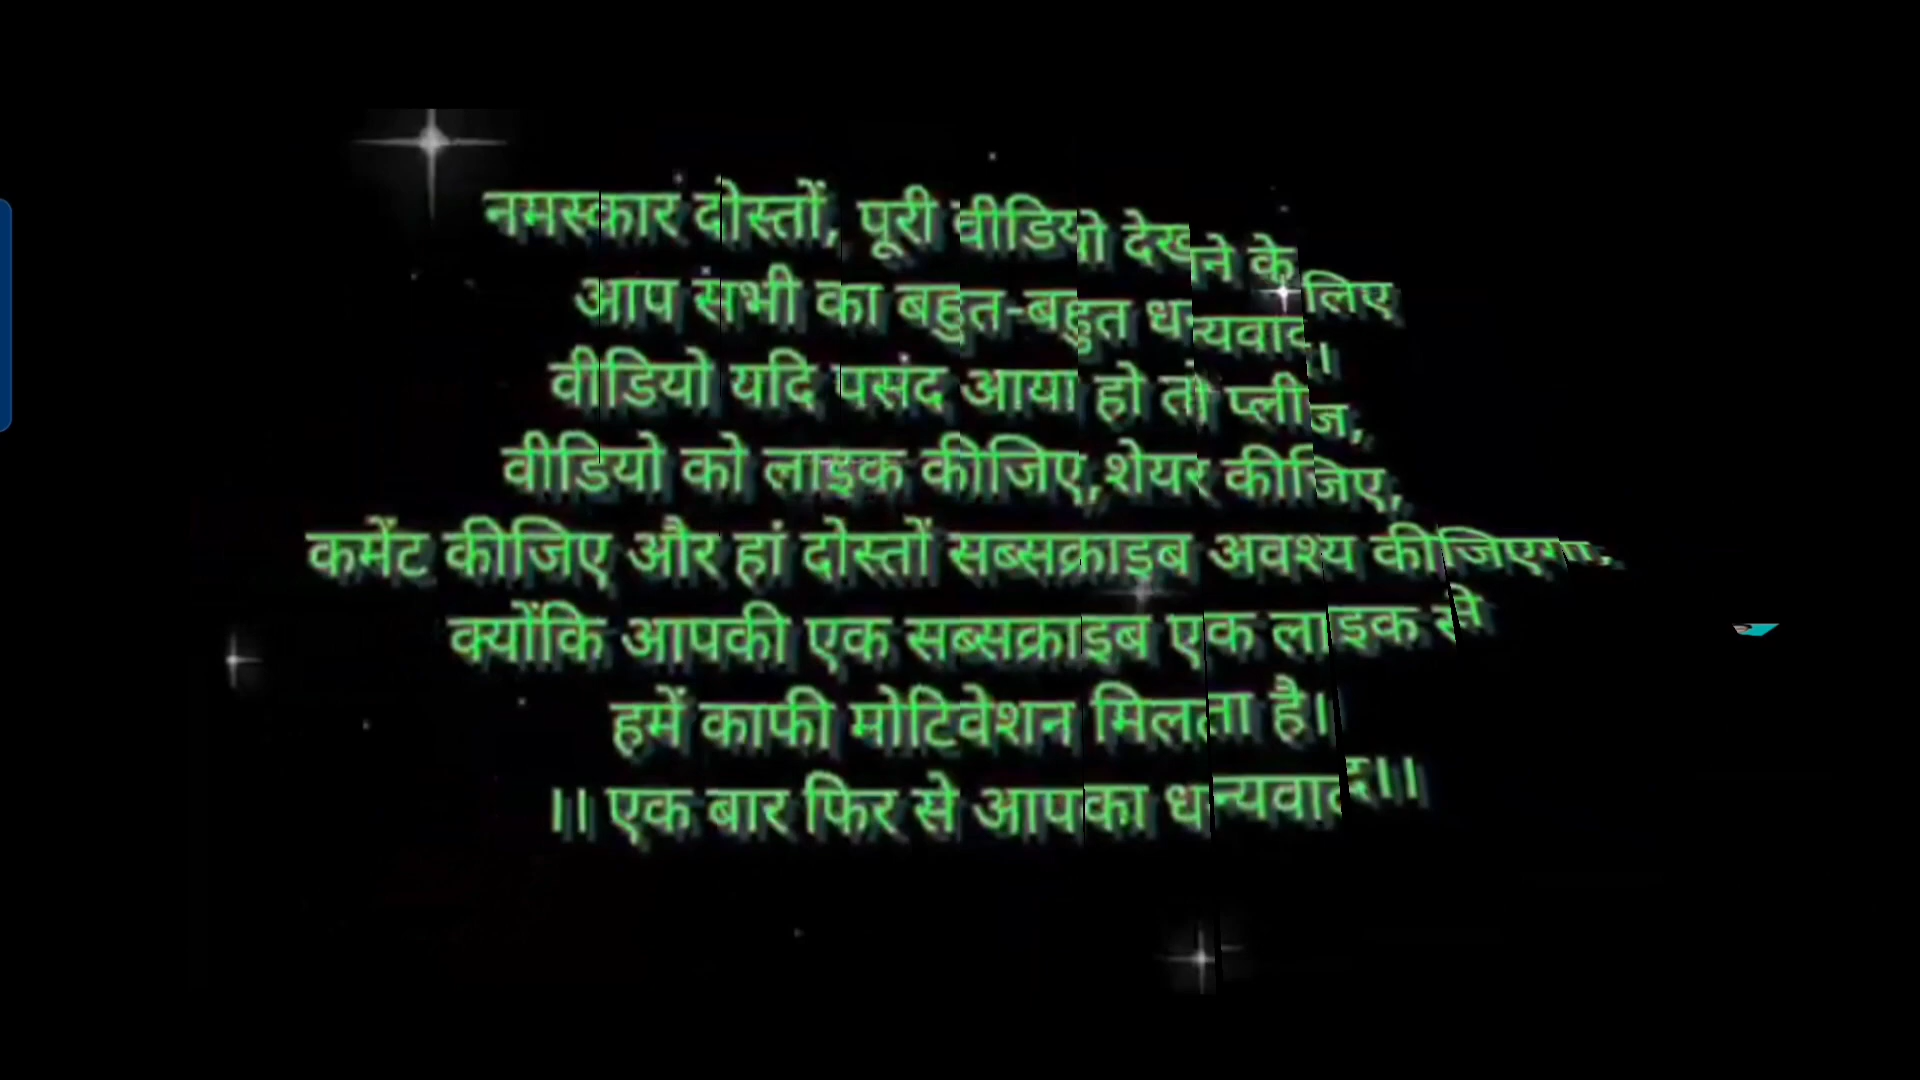 नमस्कार दोस्तों, पूरी वीडियो देखने के लिए
आप सभी का बहुत-बहुत धन्यवाद।
वीडियो यदि पसंद आया हो तो प्लीज,
वीडियो को लाइक कीजिए,शेयर कीजिए,
कमेंट कीजिए और हां दोस्तों सब्सक्राइब अवश्य कीजिएगा,
क्योंकि आपकी एक सब्सक्राइब एक लाइक से
हमें काफी मोटिवेशन मिलता है।
।। एक बार फिर से आपका धन्यवाद।।